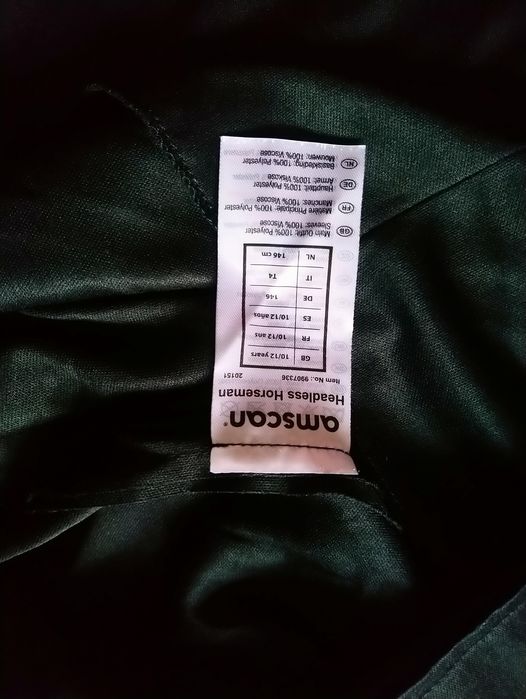 amscan®
Headless Horseman
Item No.: 9907336 20151
GB 10/12 years
FR 10/12 ans
ES 10/12 años
DE 146
IT T4
NL 146 cm
GB Main Outfit: 100% Polyester
Sleeves: 100% Viscose
FR Matière Principale: 100% Polyester
Manches: 100% Viscose
DE Hauptteil: 100% Polyester
Ärmel: 100% Viskose
NL Basiskleding: 100% Polyester
Mouwen: 100% Viscose